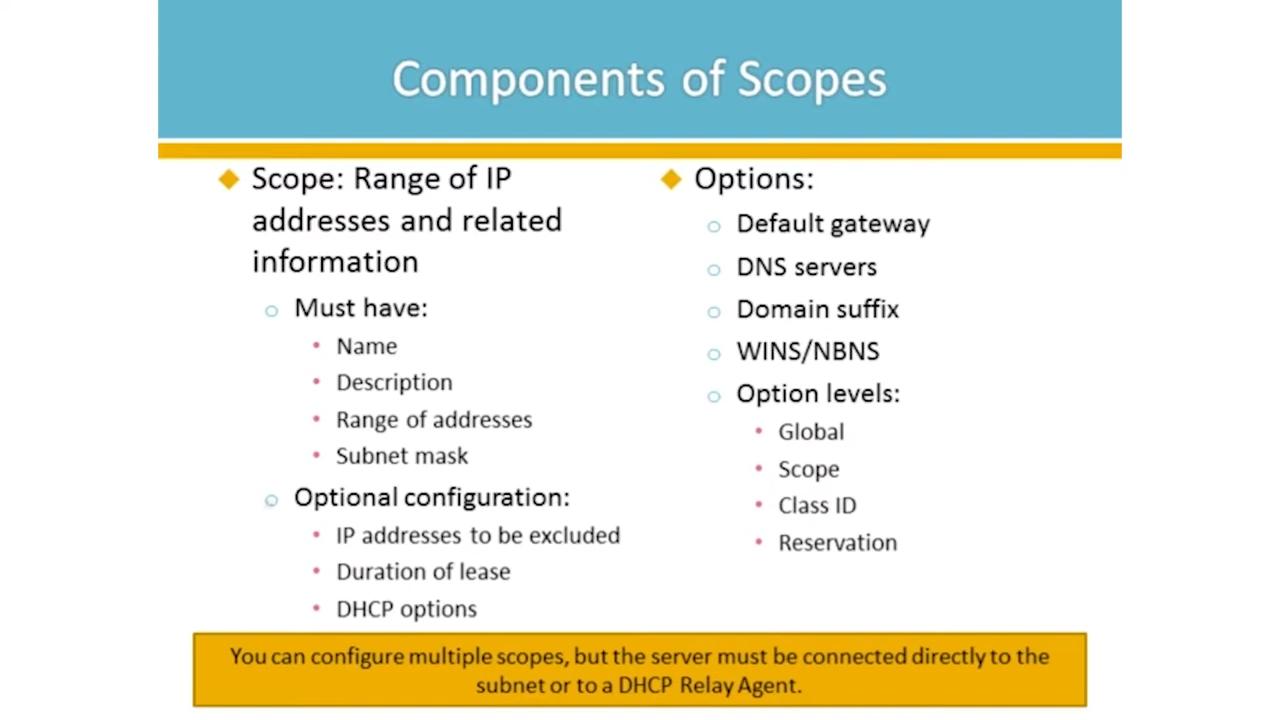 Components of Scopes
Scope: Range of IP
addresses and related
information
Must have:
Name
Description
Range of addresses
Subnet mask
Optional configuration:
IP addresses to be excluded
Duration of lease
DHCP options
Options:
Default gateway
DNS servers
Domain suffix
WINS/NBNS
Option levels:
Global
Scope
Class ID
Reservation
You can configure multiple scopes, but the server must be connected directly to the
subnet or to a DHCP Relay Agent.